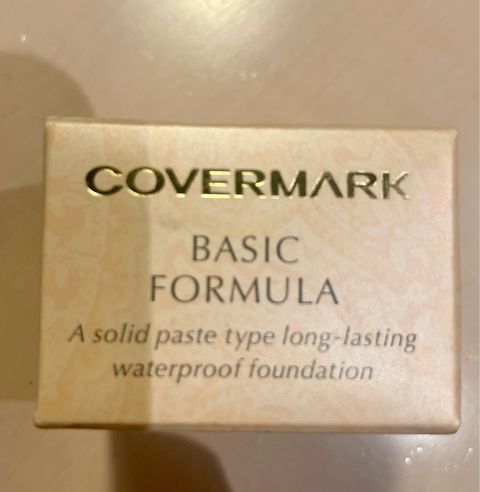 COVERMARK
BASIC
FORMULA
A solid paste type long-lasting
waterproof foundation